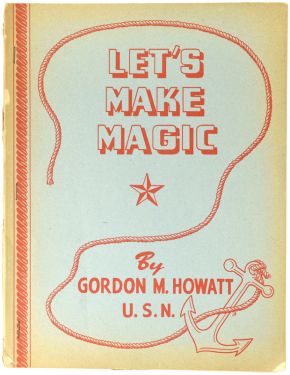 LET'S
MAKE
MAGIC
By
GORDON M. HOWATT
U. S. N.